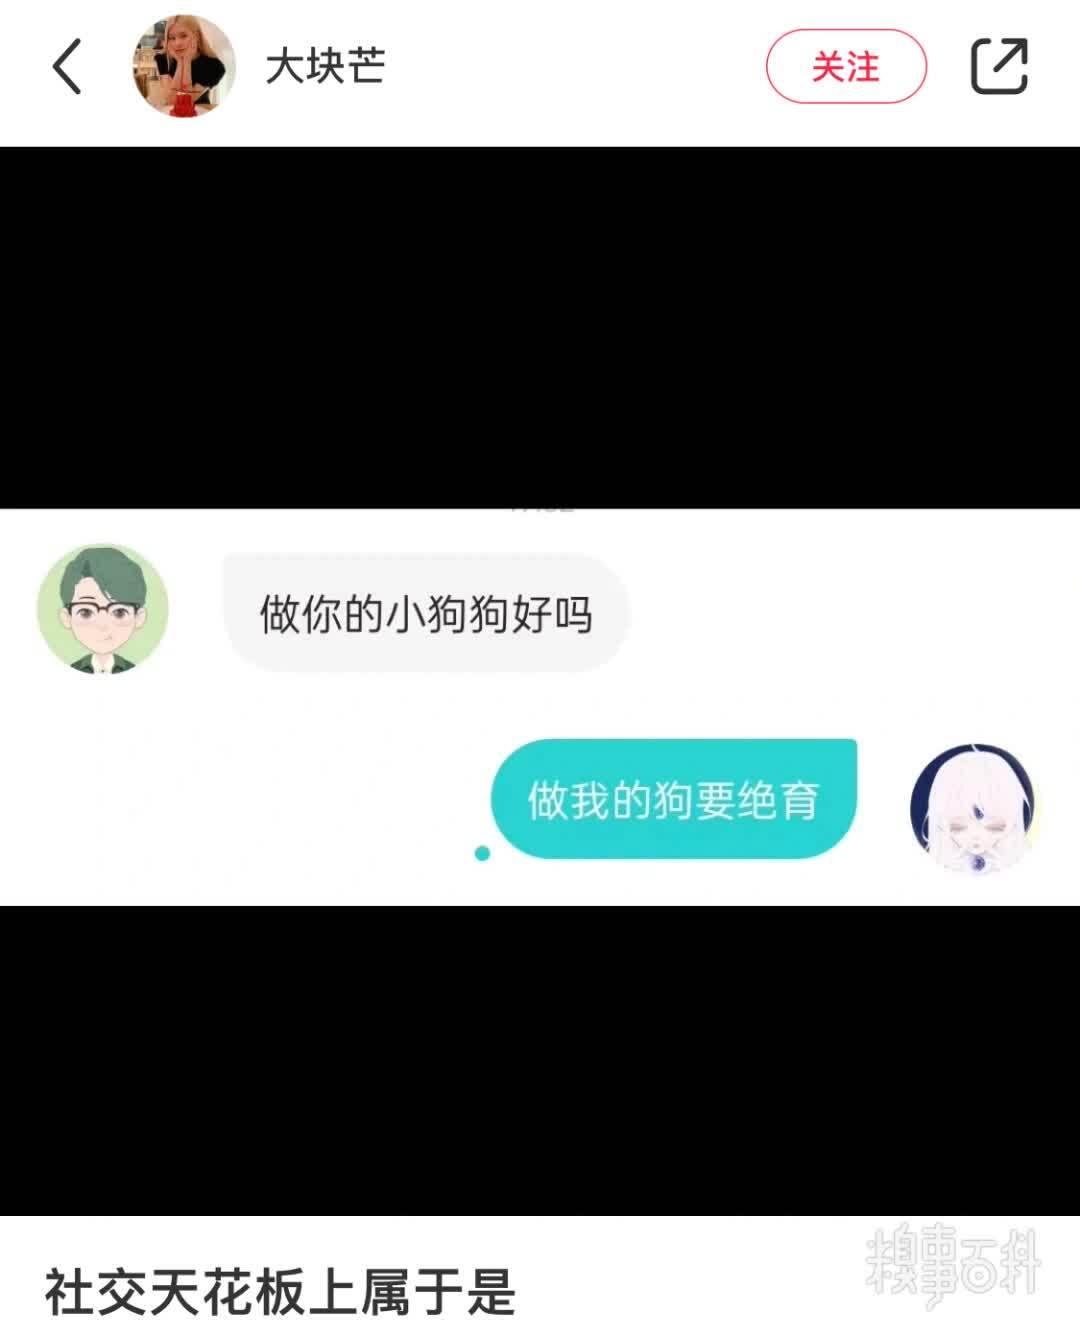 大块芒
关注
做你的小狗狗好吗
做我的狗要绝育
社交天花板上属于是
糗事百科